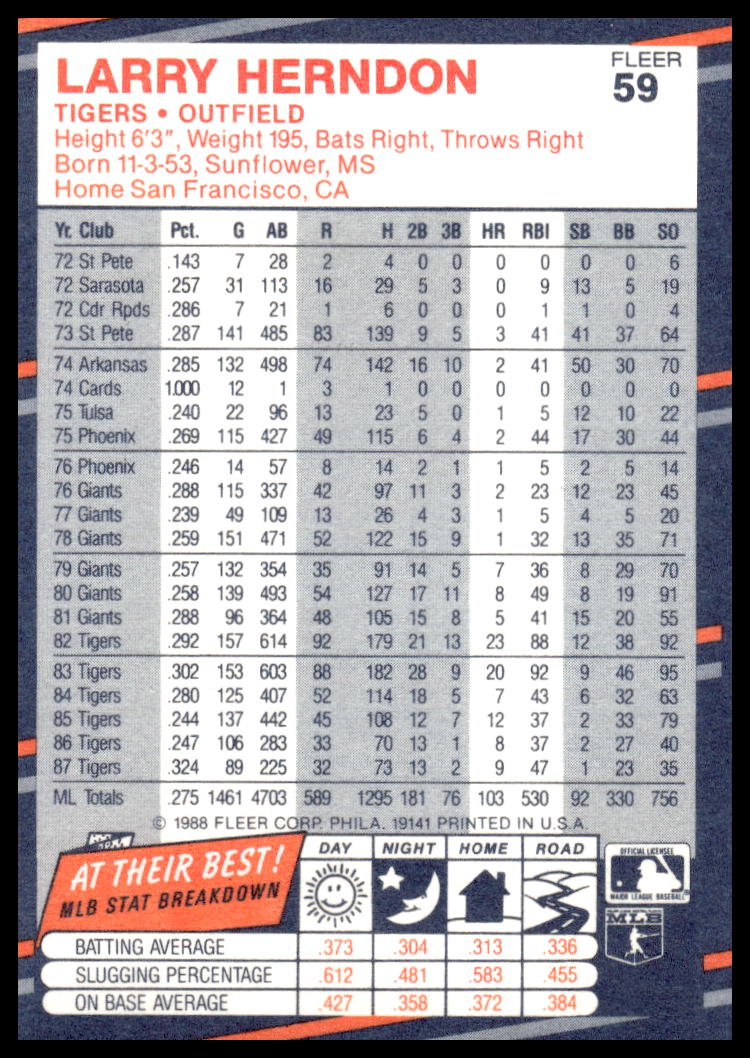 LARRY HERNDON
FLEER
59
TIGERS • OUTFIELD
Height 6'3", Weight 195, Bats Right, Throws Right
Born 11-3-53, Sunflower, MS
Home San Francisco, CA
Yr. Club Pct. G AB R H 2B 3B HR RBI SB BB SO
72 St Pete .143 7 28 2 4 0 0 0 0 0 0 6
72 Sarasota .257 31 113 16 29 5 3 0 9 13 5 19
72 Cdr Rpds .286 7 21 1 6 0 0 0 1 1 0 4
73 St Pete .287 141 485 83 139 9 5 3 41 41 37 64
74 Arkansas .285 132 498 74 142 16 10 2 41 50 30 70
74 Cards 1.000 12 1 3 1 0 0 0 0 0 0 0
75 Tulsa .240 22 96 13 23 5 0 1 5 12 10 22
75 Phoenix .269 115 427 49 115 6 4 2 44 17 30 44
76 Phoenix .246 14 57 8 14 2 1 1 5 2 5 14
76 Giants .288 115 337 42 97 11 3 2 23 12 23 45
77 Giants .239 49 109 13 26 4 3 1 5 4 5 20
78 Giants .259 151 471 52 122 15 9 1 32 13 35 71
79 Giants .257 132 354 35 91 14 5 7 36 8 29 70
80 Giants .258 139 493 54 127 17 11 8 49 8 19 91
81 Giants .288 96 364 48 105 15 8 5 41 15 20 55
82 Tigers .292 157 614 92 179 21 13 23 88 12 38 92
83 Tigers .302 153 603 88 182 28 9 20 92 9 46 95
84 Tigers .280 125 407 52 114 18 5 7 43 6 32 63
85 Tigers .244 137 442 45 108 12 7 12 37 2 33 79
86 Tigers .247 106 283 33 70 13 1 8 37 2 27 40
87 Tigers .324 89 225 32 73 13 2 9 47 1 23 35
ML Totals .275 1461 4703 589 1295 181 76 103 530 92 330 756
© 1988 FLEER CORP. PHILA. 19141 PRINTED IN U.S.A.
AT THEIR BEST!
MLB STAT BREAKDOWN
DAY NIGHT HOME ROAD
OFFICIAL LICENSEE
MAJOR LEAGUE BASEBALL
MLB
BATTING AVERAGE .373 .304 .313 .336
SLUGGING PERCENTAGE .612 .481 .583 .455
ON BASE AVERAGE .427 .358 .372 .384